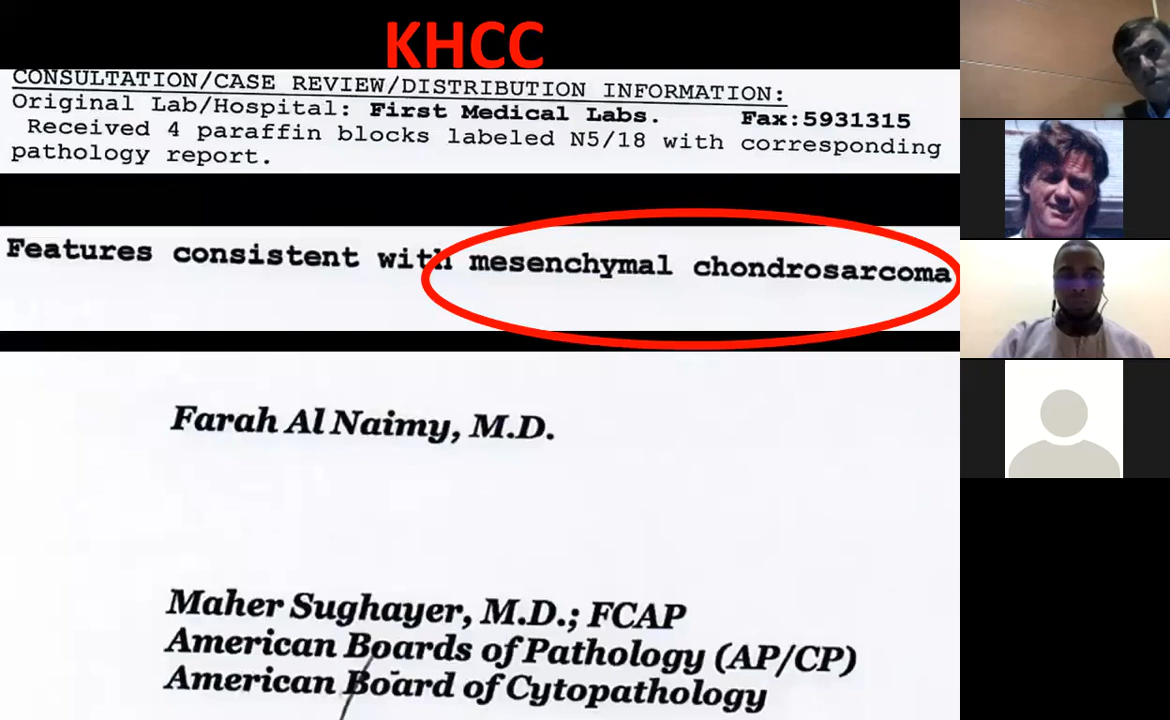 KHCC
CONSULTATION/CASE REVIEW/DISTRIBUTION INFORMATION:
Original Lab/Hospital: First Medical Labs. Fax:5931315
Received 4 paraffin blocks labeled N5/18 with corresponding
pathology report.
Features consistent with mesenchymal chondrosarcoma
Farah Al Naimy, M.D.
Maher Sughayer, M.D.; FCAP
American Boards of Pathology (AP/CP)
American Board of Cytopathology